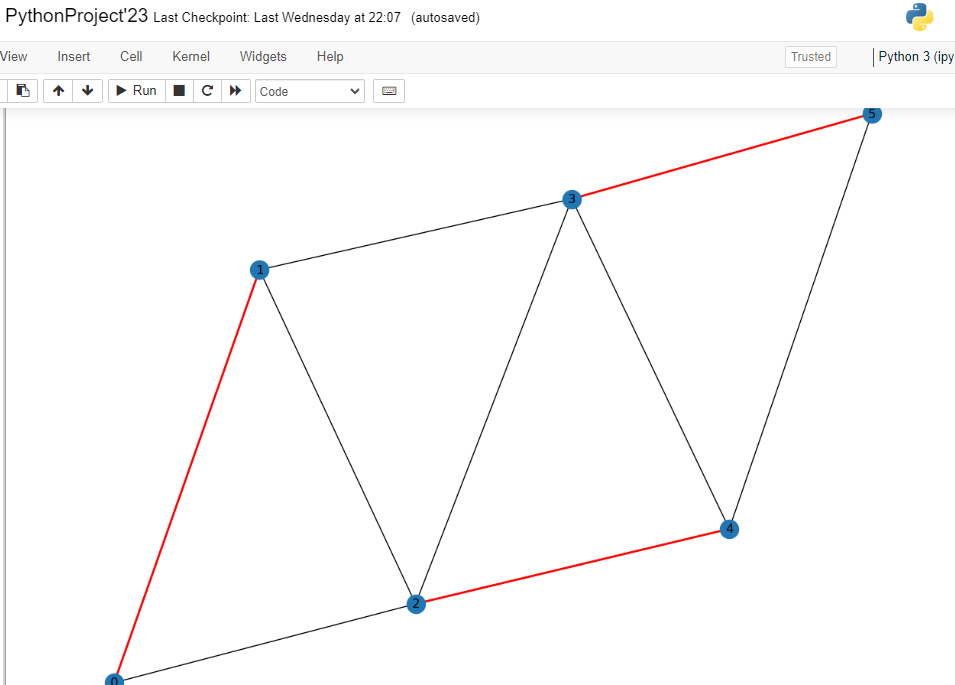 PythonProject'23 Last Checkpoint: Last Wednesday at 22:07 (autosaved)
View Insert Cell Kernel Widgets Help Trusted Python 3 (ipy
Run Code
5
3
1
4
2
0